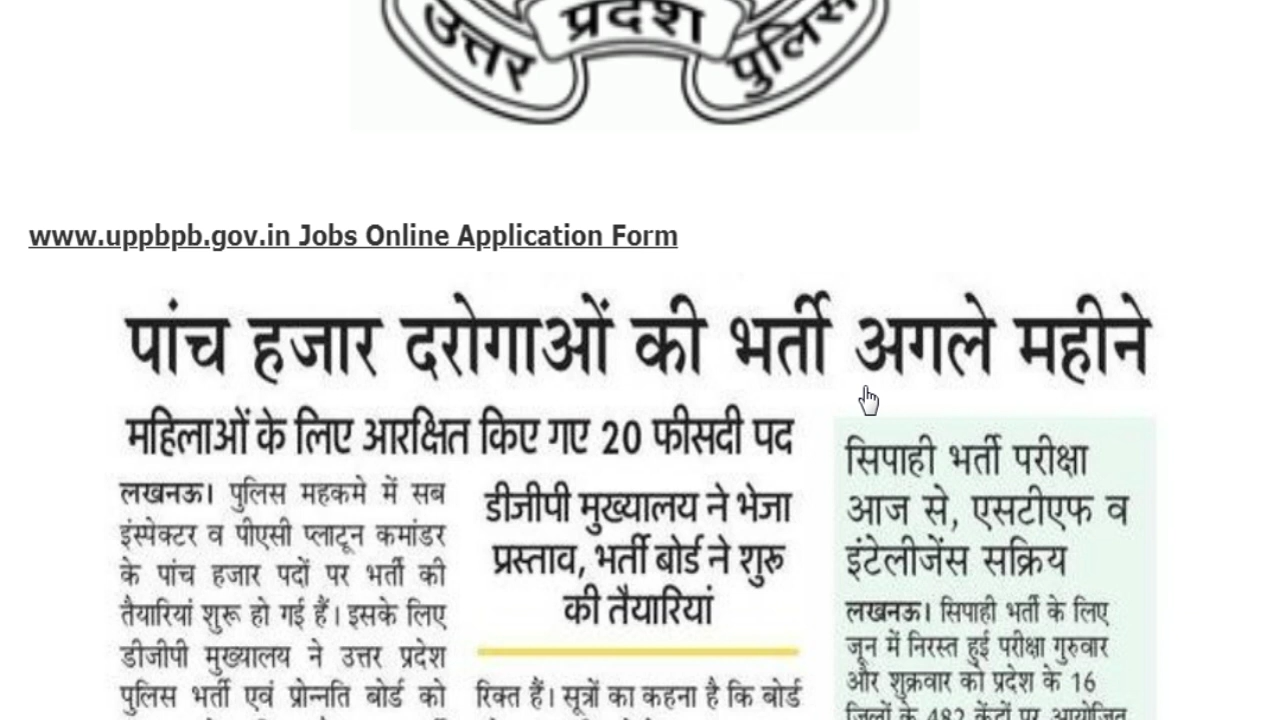 उत्तर प्रदेश पुलिस
www.uppbpb.gov.in Jobs Online Application Form
पांच हजार दरोगाओं की भर्ती अगले महीने
महिलाओं के लिए आरक्षित किए गए 20 फीसदी पद
लखनऊ। पुलिस महकमे में सब
इंस्पेक्टर व पीएसी प्लाटून कमांडर
के पांच हजार पदों पर भर्ती की
तैयारियां शुरू हो गई हैं। इसके लिए
डीजीपी मुख्यालय ने उत्तर प्रदेश
पुलिस भर्ती एवं प्रोन्नति बोर्ड को
डीजीपी मुख्यालय ने भेजा
प्रस्ताव, भर्ती बोर्ड ने शुरू
की तैयारियां
रिक्त हैं। सूत्रों का कहना है कि बोर्ड
सिपाही भर्ती परीक्षा
आज से, एसटीएफ व
इंटेलीजेंस सक्रिय
लखनऊ। सिपाही भर्ती के लिए
जून में निरस्त हुई परीक्षा गुरुवार
और शुक्रवार को प्रदेश के 16
जिलों के 482 केंद्रों पर आयोजित